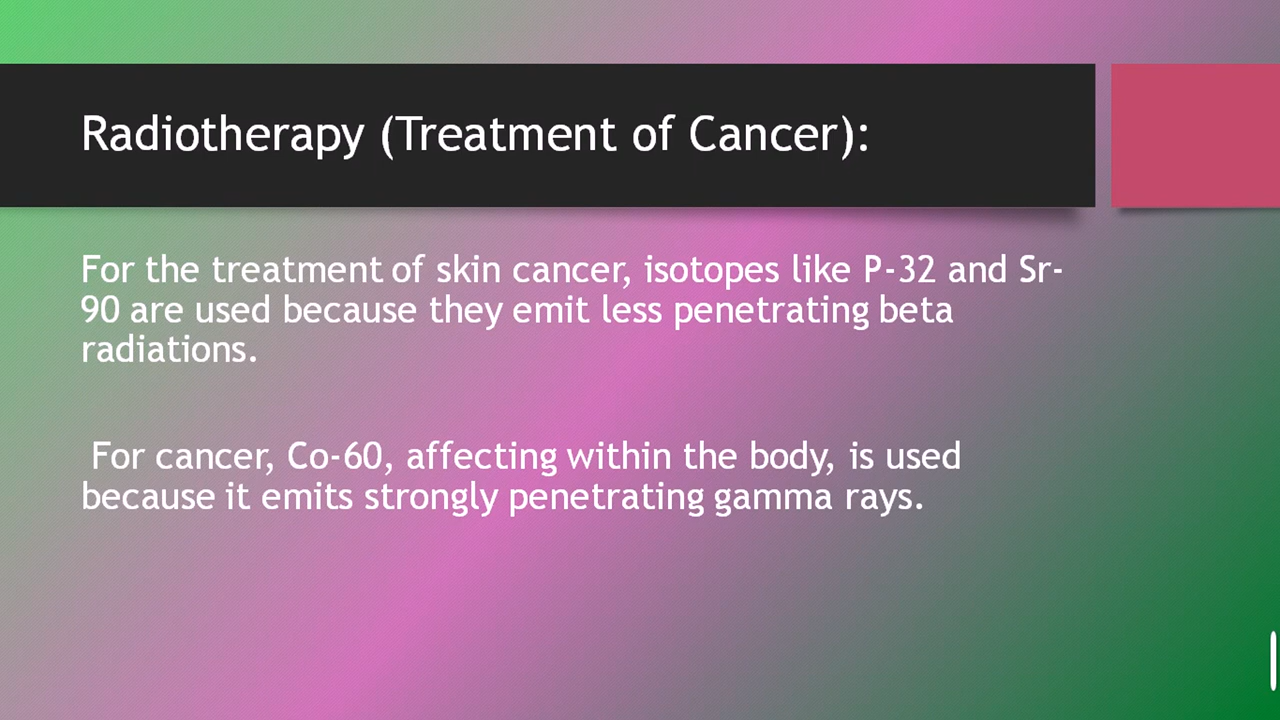 Radiotherapy (Treatment of Cancer):
For the treatment of skin cancer, isotopes like P-32 and Sr-
90 are used because they emit less penetrating beta
radiations.
For cancer, Co-60, affecting within the body, is used
because it emits strongly penetrating gamma rays.